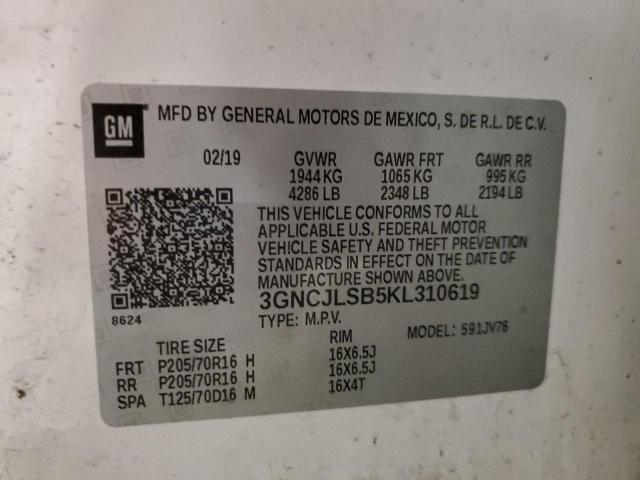 GM MFD BY GENERAL MOTORS DE MEXICO, S. DE R.L. DE C.V.
02/19 GVWR GAWR FRT GAWR RR
1944 KG 1065 KG 995 KG
4286 LB 2348 LB 2194 LB
THIS VEHICLE CONFORMS TO ALL
APPLICABLE U.S. FEDERAL MOTOR
VEHICLE SAFETY AND THEFT PREVENTION
STANDARDS IN EFFECT ON THE DATE OF
MANUFACTURE SHOWN ABOVE.
8624 3GNCJLSB5KL310619
TYPE: M.P.V. MODEL: 591JV76
TIRE SIZE RIM
FRT P205/70R16 H 16X6.5J
RR P205/70R16 H 16X6.5J
SPA T125/70D16 M 16X4T